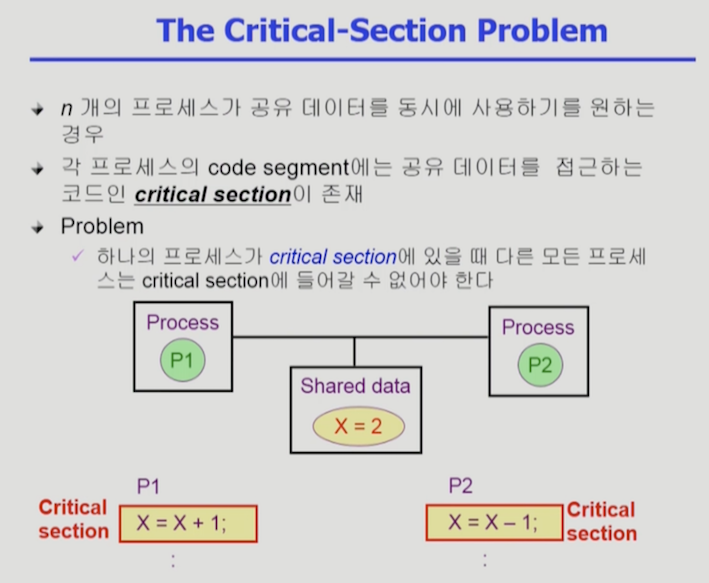 The Critical-Section Problem
n 개의 프로세스가 공유 데이터를 동시에 사용하기를 원하는
경우
각 프로세스의 code segment에는 공유 데이터를 접근하는
코드인 critical section이 존재
Problem
✓ 하나의 프로세스가 critical section에 있을 때 다른 모든 프로세
스는 critical section에 들어갈 수 없어야 한다
Process
P1
Process
P2
Shared data
X = 2
P1
Critical
section
X = X + 1;
:
P2
X = X – 1;
Critical
section
: